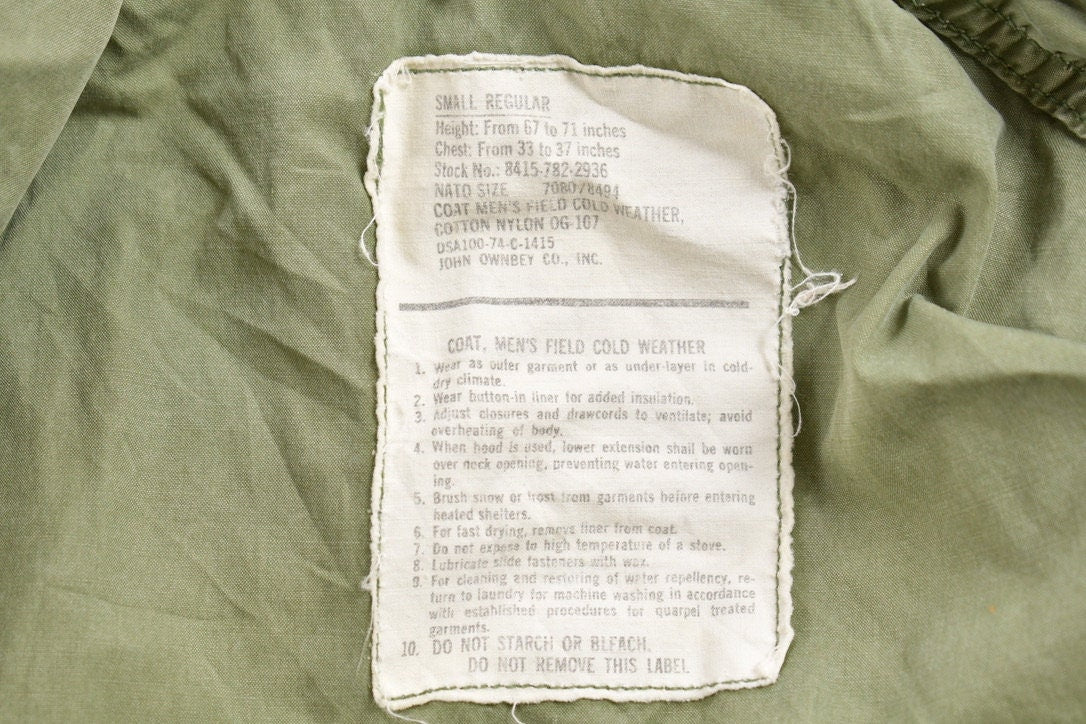 SMALL REGULAR
Height: From 67 to 71 inches
Chest: From 33 to 37 inches
Stock No.: 8415-782-2936
NATO SIZE 7080/8494
COAT MEN'S FIELD COLD WEATHER,
COTTON NYLON OG-107
DSA100-74-C-1415
JOHN OWNBEY CO., INC.
COAT, MEN'S FIELD COLD WEATHER
1. Wear as outer garment or as under-layer in cold-
dry climate.
2. Wear button-in liner for added insulation.
3. Adjust closures and drawcords to ventilate; avoid
overheating of body.
4. When hood is used, lower extension shall be worn
over neck opening, preventing water entering open-
ing.
5. Brush snow or frost from garments before entering
heated shelters.
6. For fast drying, remove liner from coat.
7. Do not expose to high temperature of a stove.
8. Lubricate slide fasteners with wax.
9. For cleaning and restoring of water repellency, re-
turn to laundry for machine washing in accordance
with established procedures for quarpel treated
garments.
10. DO NOT STARCH OR BLEACH.
DO NOT REMOVE THIS LABEL